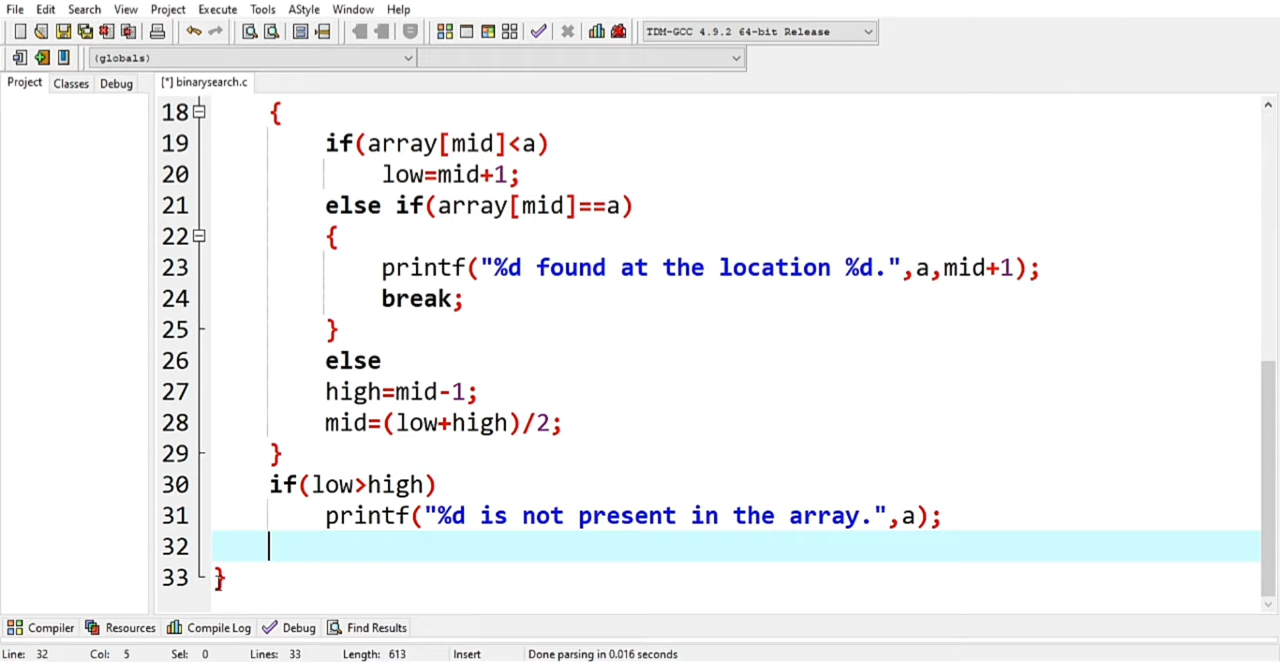 File Edit Search View Project Execute Tools AStyle Window Help
TDM-GCC 4.9.2 64-bit Release
(globals)
Project Classes Debug [*] binarysearch.c
18 {
19 if(array[mid]<a)
20 low=mid+1;
21 else if(array[mid]==a)
22 {
23 printf("%d found at the location %d.",a,mid+1);
24 break;
25 }
26 else
27 high=mid-1;
28 mid=(low+high)/2;
29 }
30 if(low>high)
31 printf("%d is not present in the array.",a);
32
33 }
Compiler Resources Compile Log Debug Find Results
Line: 32 Col: 5 Sel: 0 Lines: 33 Length: 613 Insert Done parsing in 0.016 seconds